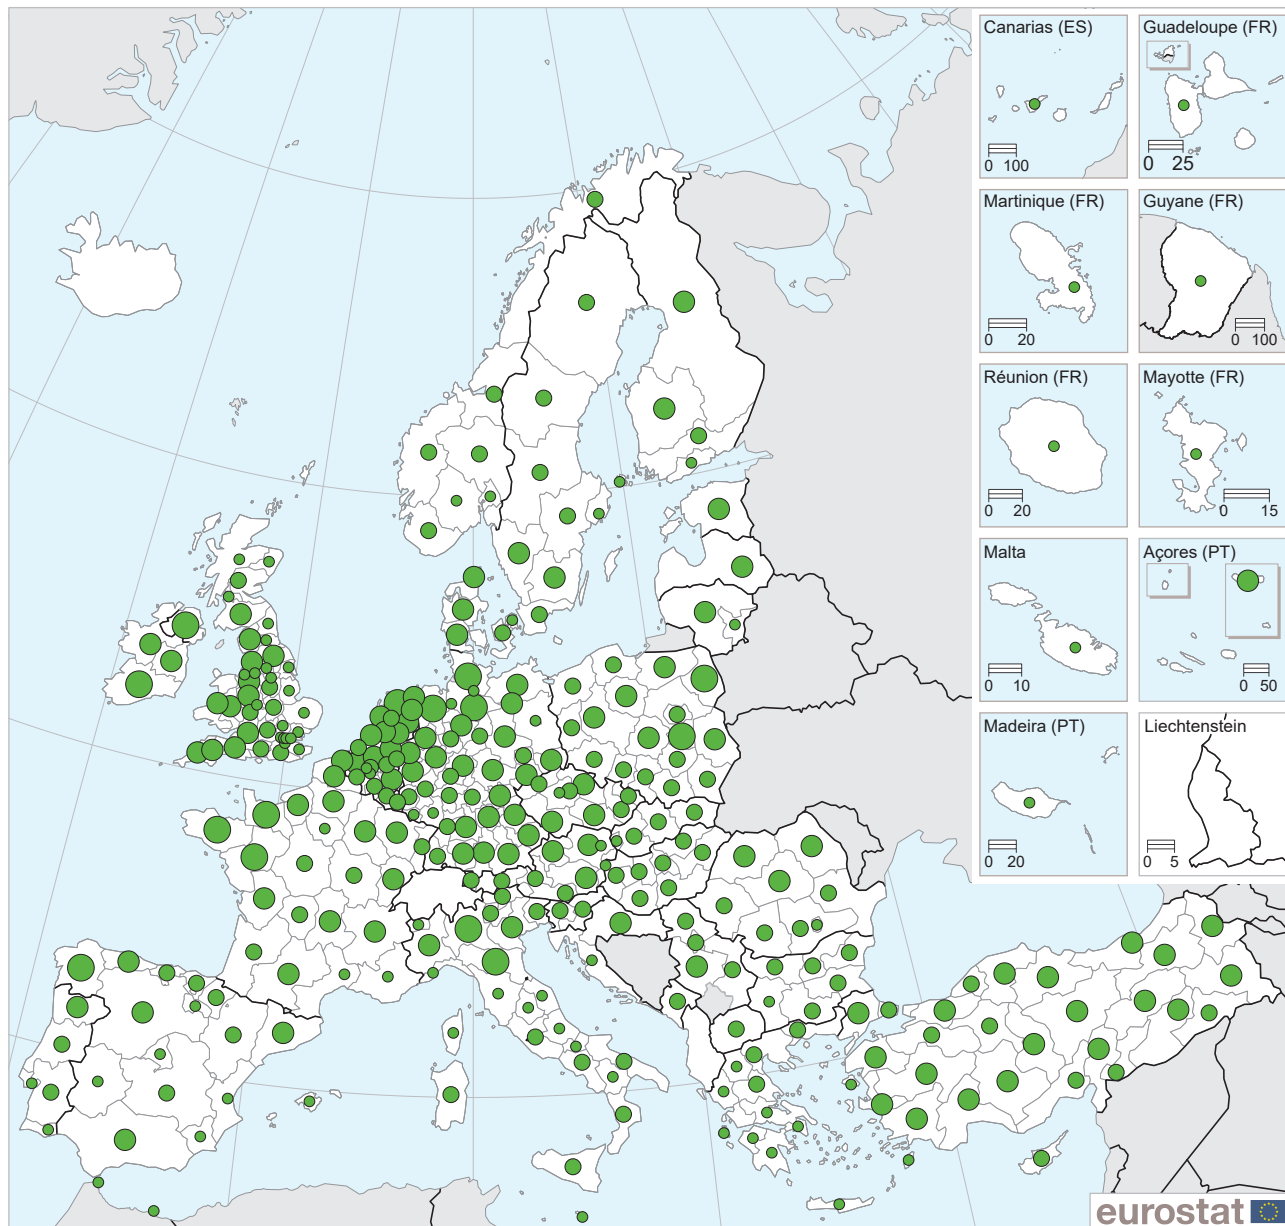 Canarias (ES)
0 100
Guadeloupe (FR)
0 25
Martinique (FR)
0 20
Guyane (FR)
0 100
Réunion (FR)
0 20
Mayotte (FR)
0 15
Malta
0 10
Açores (PT)
0 50
Madeira (PT)
0 20
Liechtenstein
0 5
eurostat